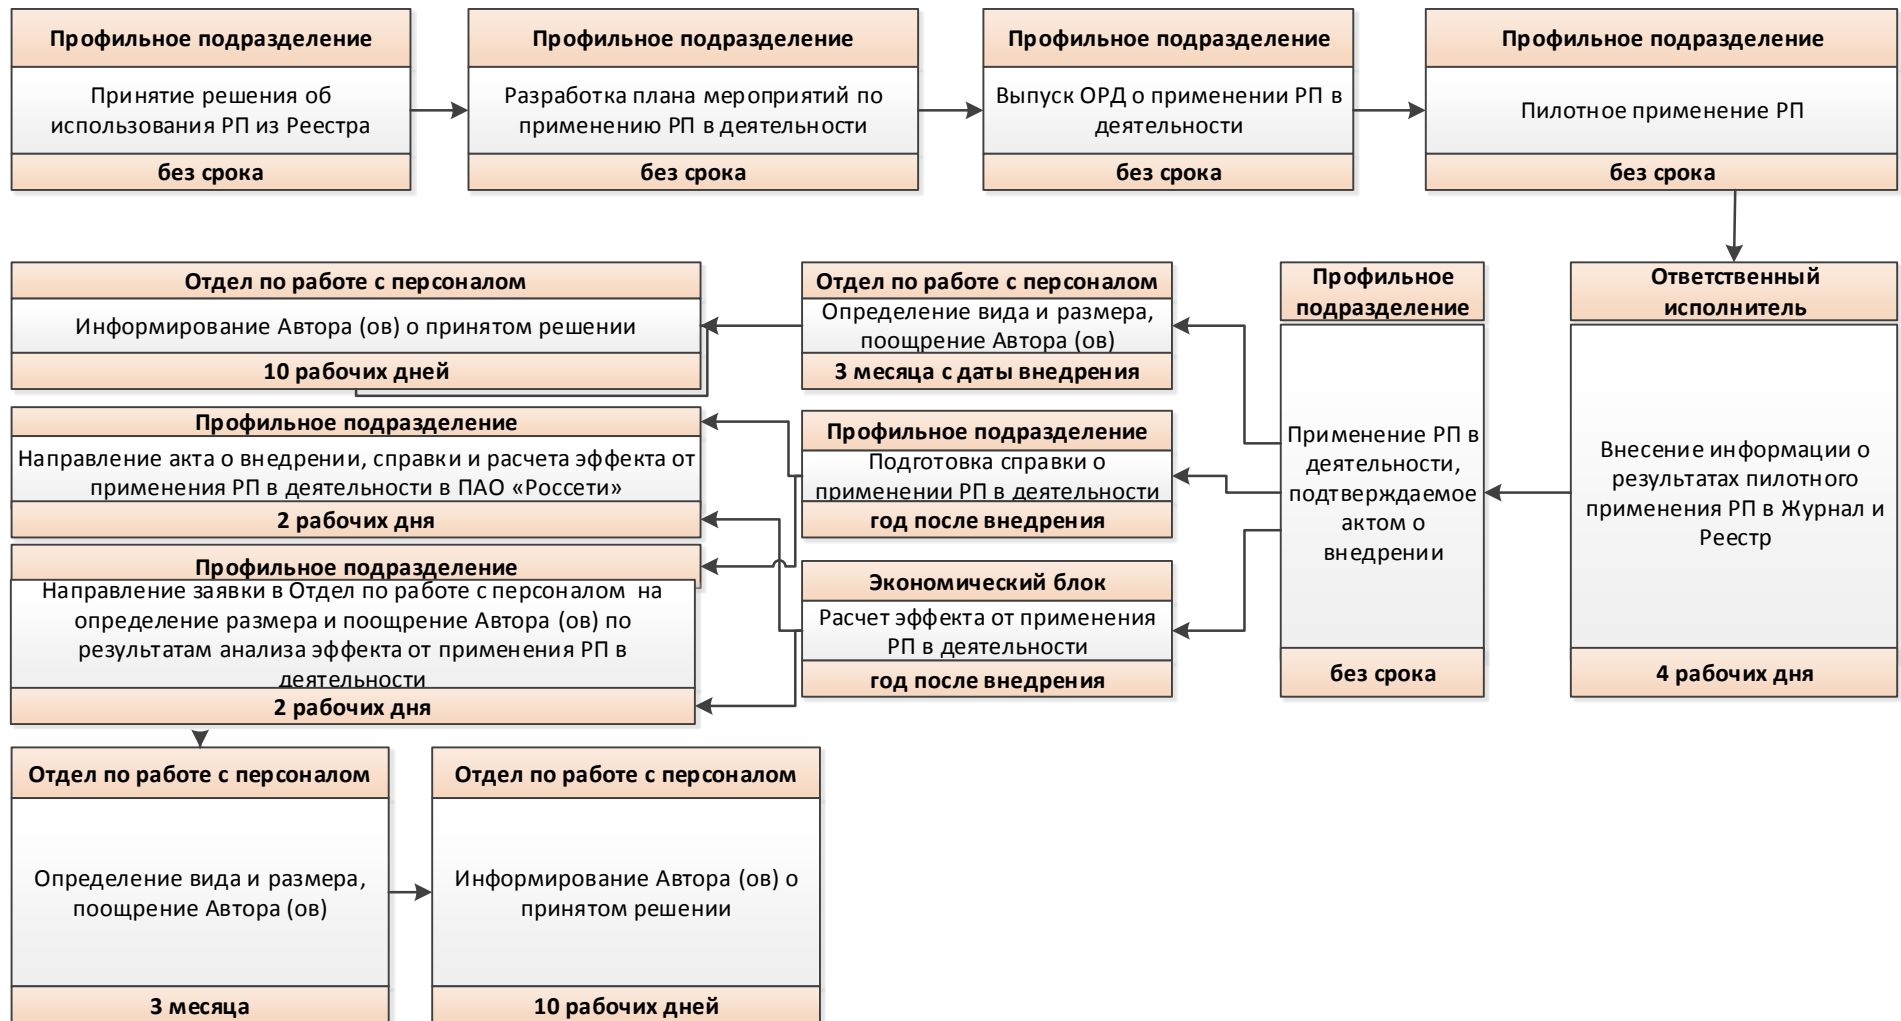 Профильное подразделение
Принятие решения об
использования РП из Реестра
без срока
Профильное подразделение
Разработка плана мероприятий по
применению РП в деятельности
без срока
Профильное подразделение
Выпуск ОРД о применении РП в
деятельности
без срока
Профильное подразделение
Пилотное применение РП
без срока
Ответственный
исполнитель
Внесение информации о
результатах пилотного
применения РП в Журнал и
Реестр
4 рабочих дня
Профильное
подразделение
Применение РП в
деятельности,
подтверждаемое
актом о
внедрении
без срока
Отдел по работе с персоналом
Определение вида и размера,
поощрение Автора (ов)
3 месяца с даты внедрения
Отдел по работе с персоналом
Информирование Автора (ов) о принятом решении
10 рабочих дней
Профильное подразделение
Подготовка справки о
применении РП в деятельности
год после внедрения
Экономический блок
Расчет эффекта от применения
РП в деятельности
год после внедрения
Профильное подразделение
Направление акта о внедрении, справки и расчета эффекта от
применения РП в деятельности в ПАО «Россети»
2 рабочих дня
Профильное подразделение
Направление заявки в Отдел по работе с персоналом на
определение размера и поощрение Автора (ов) по
результатам анализа эффекта от применения РП в
деятельности
2 рабочих дня
Отдел по работе с персоналом
Определение вида и размера,
поощрение Автора (ов)
3 месяца
Отдел по работе с персоналом
Информирование Автора (ов) о
принятом решении
10 рабочих дней